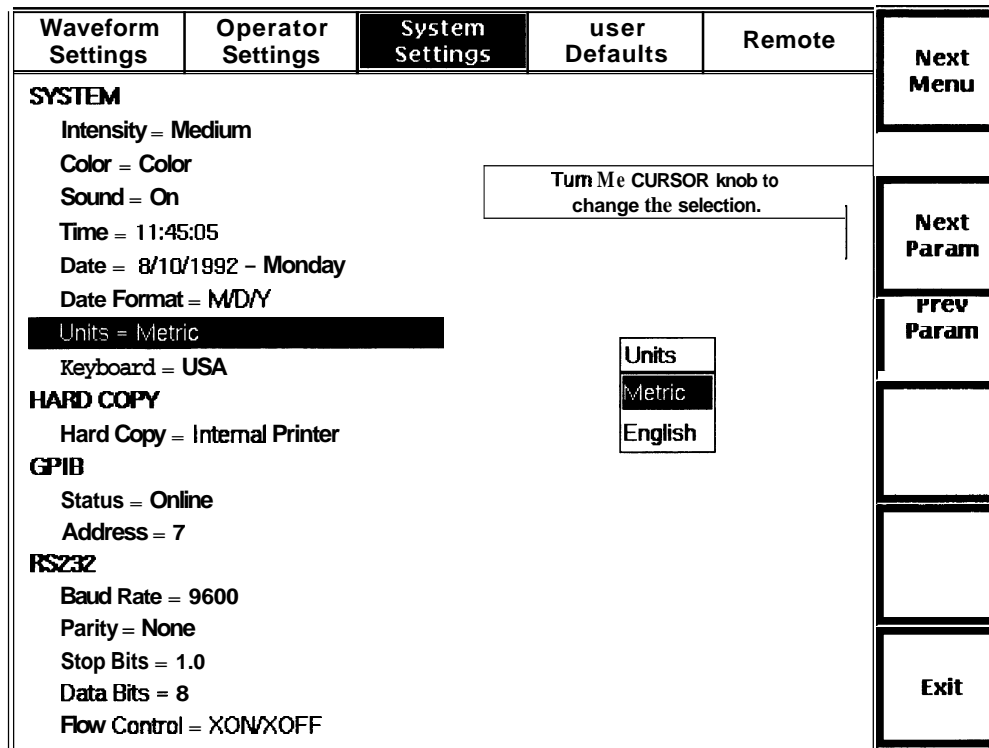 Waveform Settings
Operator Settings
System Settings
user Defaults
Remote
Next Menu
SYSTEM
Intensity = Medium
Color = Color
Sound = On
Time = 11:45:05
Date = 8/10/1992 - Monday
Date Format = M/D/Y
Units = Metric
Keyboard = USA
HARD COPY
Hard Copy = Internal Printer
GPIB
Status = Online
Address = 7
RS232
Baud Rate = 9600
Parity = None
Stop Bits = 1.0
Data Bits = 8
Flow Control = XON/XOFF
Turn Me CURSOR knob to
change the selection.
Units
Metric
English
Next
Param
Prev
Param
Exit